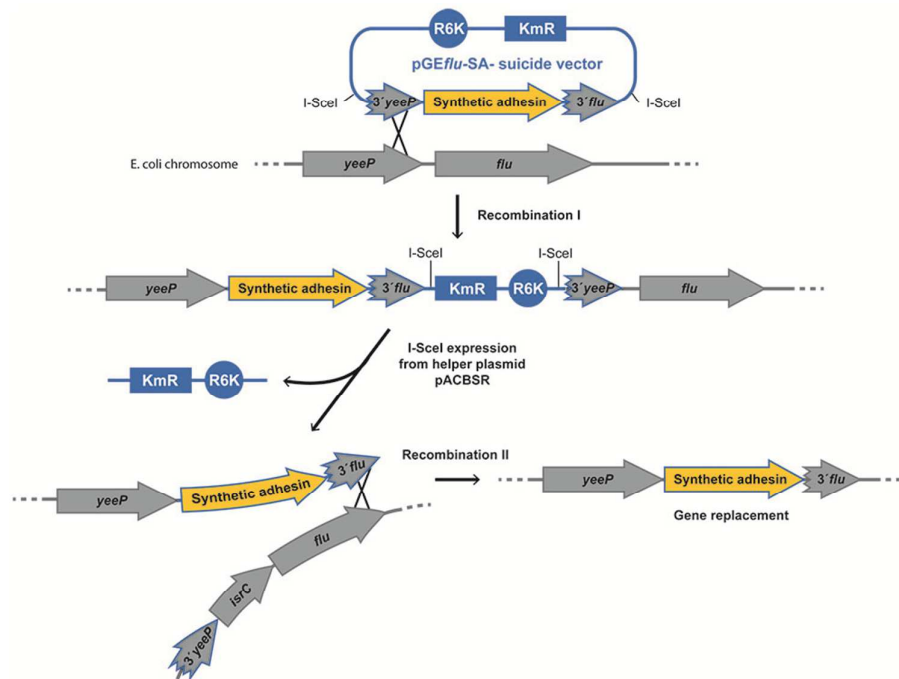 R6K
KmR
pGEflu-SA- suicide vector
I-SceI
3´yeeP
Synthetic adhesin
3´flu
I-SceI
E. coli chromosome
yeeP
flu
Recombination I
I-SceI
I-SceI
yeeP
Synthetic adhesin
3´flu
KmR
R6K
3´yeeP
flu
I-SceI expression
from helper plasmid
pACBSR
KmR
R6K
3´flu
Recombination II
yeeP
Synthetic adhesin
yeeP
Synthetic adhesin
3´flu
Gene replacement
flu
isrC
3´yeeP